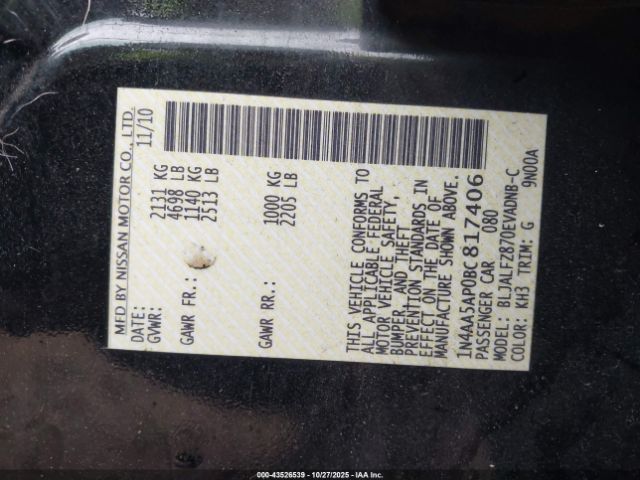 MFD BY NISSAN MOTOR CO., LTD
DATE: 11/10
GVWR: 2131 KG
4698 LB
GAWR FR.: 1140 KG
2513 LB
GAWR RR.: 1000 KG
2205 LB
THIS VEHICLE CONFORMS TO
ALL APPLICABLE FEDERAL
MOTOR VEHICLE SAFETY,
BUMPER, AND THEFT
PREVENTION STANDARDS IN
EFFECT ON THE DATE OF
MANUFACTURE SHOWN ABOVE.
1N4AA5AP0BC817406
PASSENGER CAR 080
MODEL: BLJALFZ870EVADNB-C
COLOR: KH3 TRIM: G 9N00A
000-43526539 - 10/27/2025 - IAA Inc.